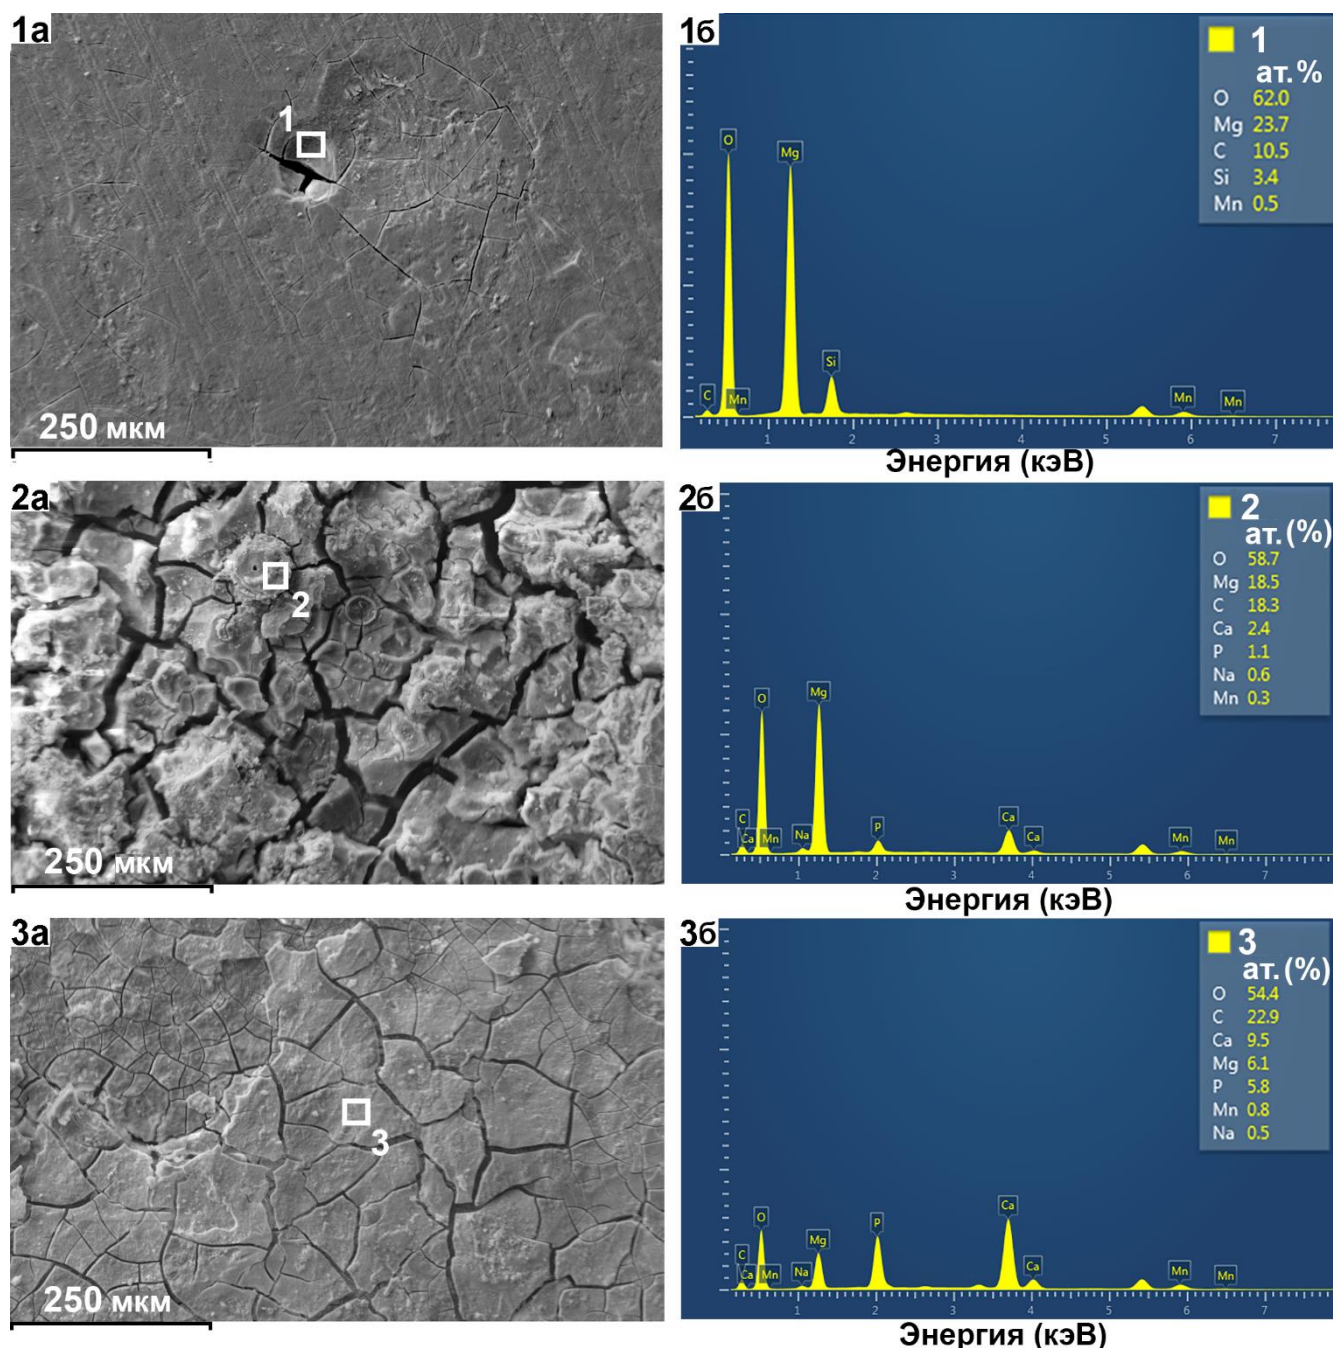 1а
1
250 мкм
1б
1
ат.%
O 62.0
Mg 23.7
C 10.5
Si 3.4
Mn 0.5
O
Mg
Si
C
Mn
Mn
Mn
1 2 3 4 5 6 7
Энергия (кэВ)
2а
2
250 мкм
2б
2
ат.(%)
O 58.7
Mg 18.5
C 18.3
Ca 2.4
P 1.1
Na 0.6
Mn 0.3
O
Mg
C
Ca
Mn
Na
P
Ca
Ca
Mn
Mn
1 2 3 4 5 6 7
Энергия (кэВ)
3а
3
250 мкм
3б
3
ат.(%)
O 54.4
C 22.9
Ca 9.5
Mg 6.1
P 5.8
Mn 0.8
Na 0.5
C
Ca
O
Mn
Na
Mg
P
Ca
Ca
Mn
Mn
1 2 3 4 5 6 7
Энергия (кэВ)